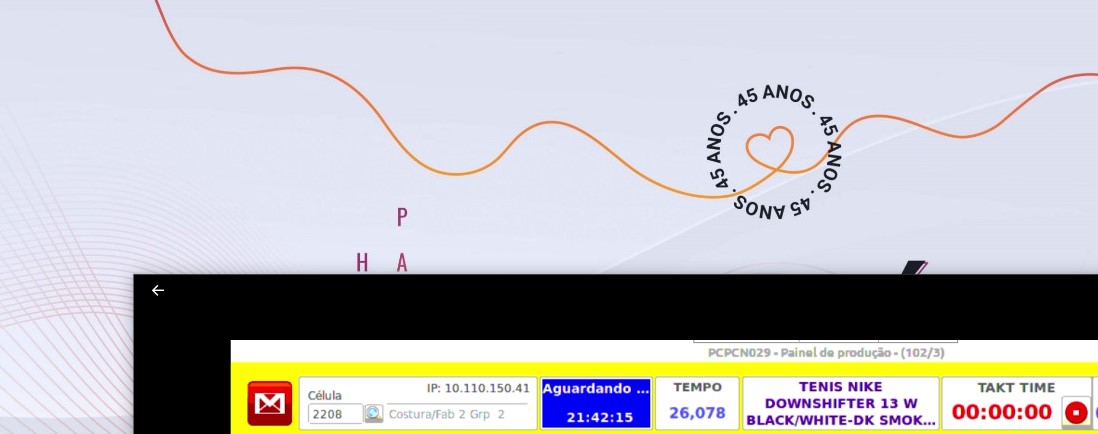 45 ANOS . 45 ANOS . 45 ANOS . 45 ANOS .
P
H A
PCPCN029 - Painel de produção - (102/3)
Célula
IP: 10.110.150.41
2208
Costura/Fab 2 Grp 2
Aguardando ...
21:42:15
TEMPO
26,078
TENIS NIKE
DOWNSHIFTER 13 W
BLACK/WHITE-DK SMOK...
TAKT TIME
00:00:00